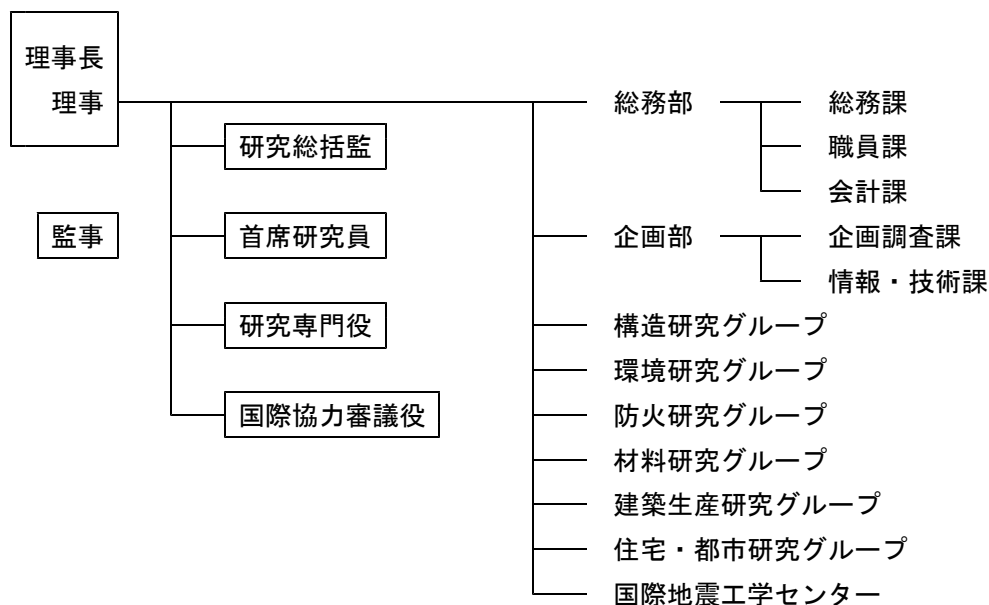 理事長
理事
総務部
総務課
研究総括監
職員課
会計課
監事
首席研究員
企画部
企画調査課
情報・技術課
研究専門役
構造研究グループ
環境研究グループ
国際協力審議役
防火研究グループ
材料研究グループ
建築生産研究グループ
住宅・都市研究グループ
国際地震工学センター